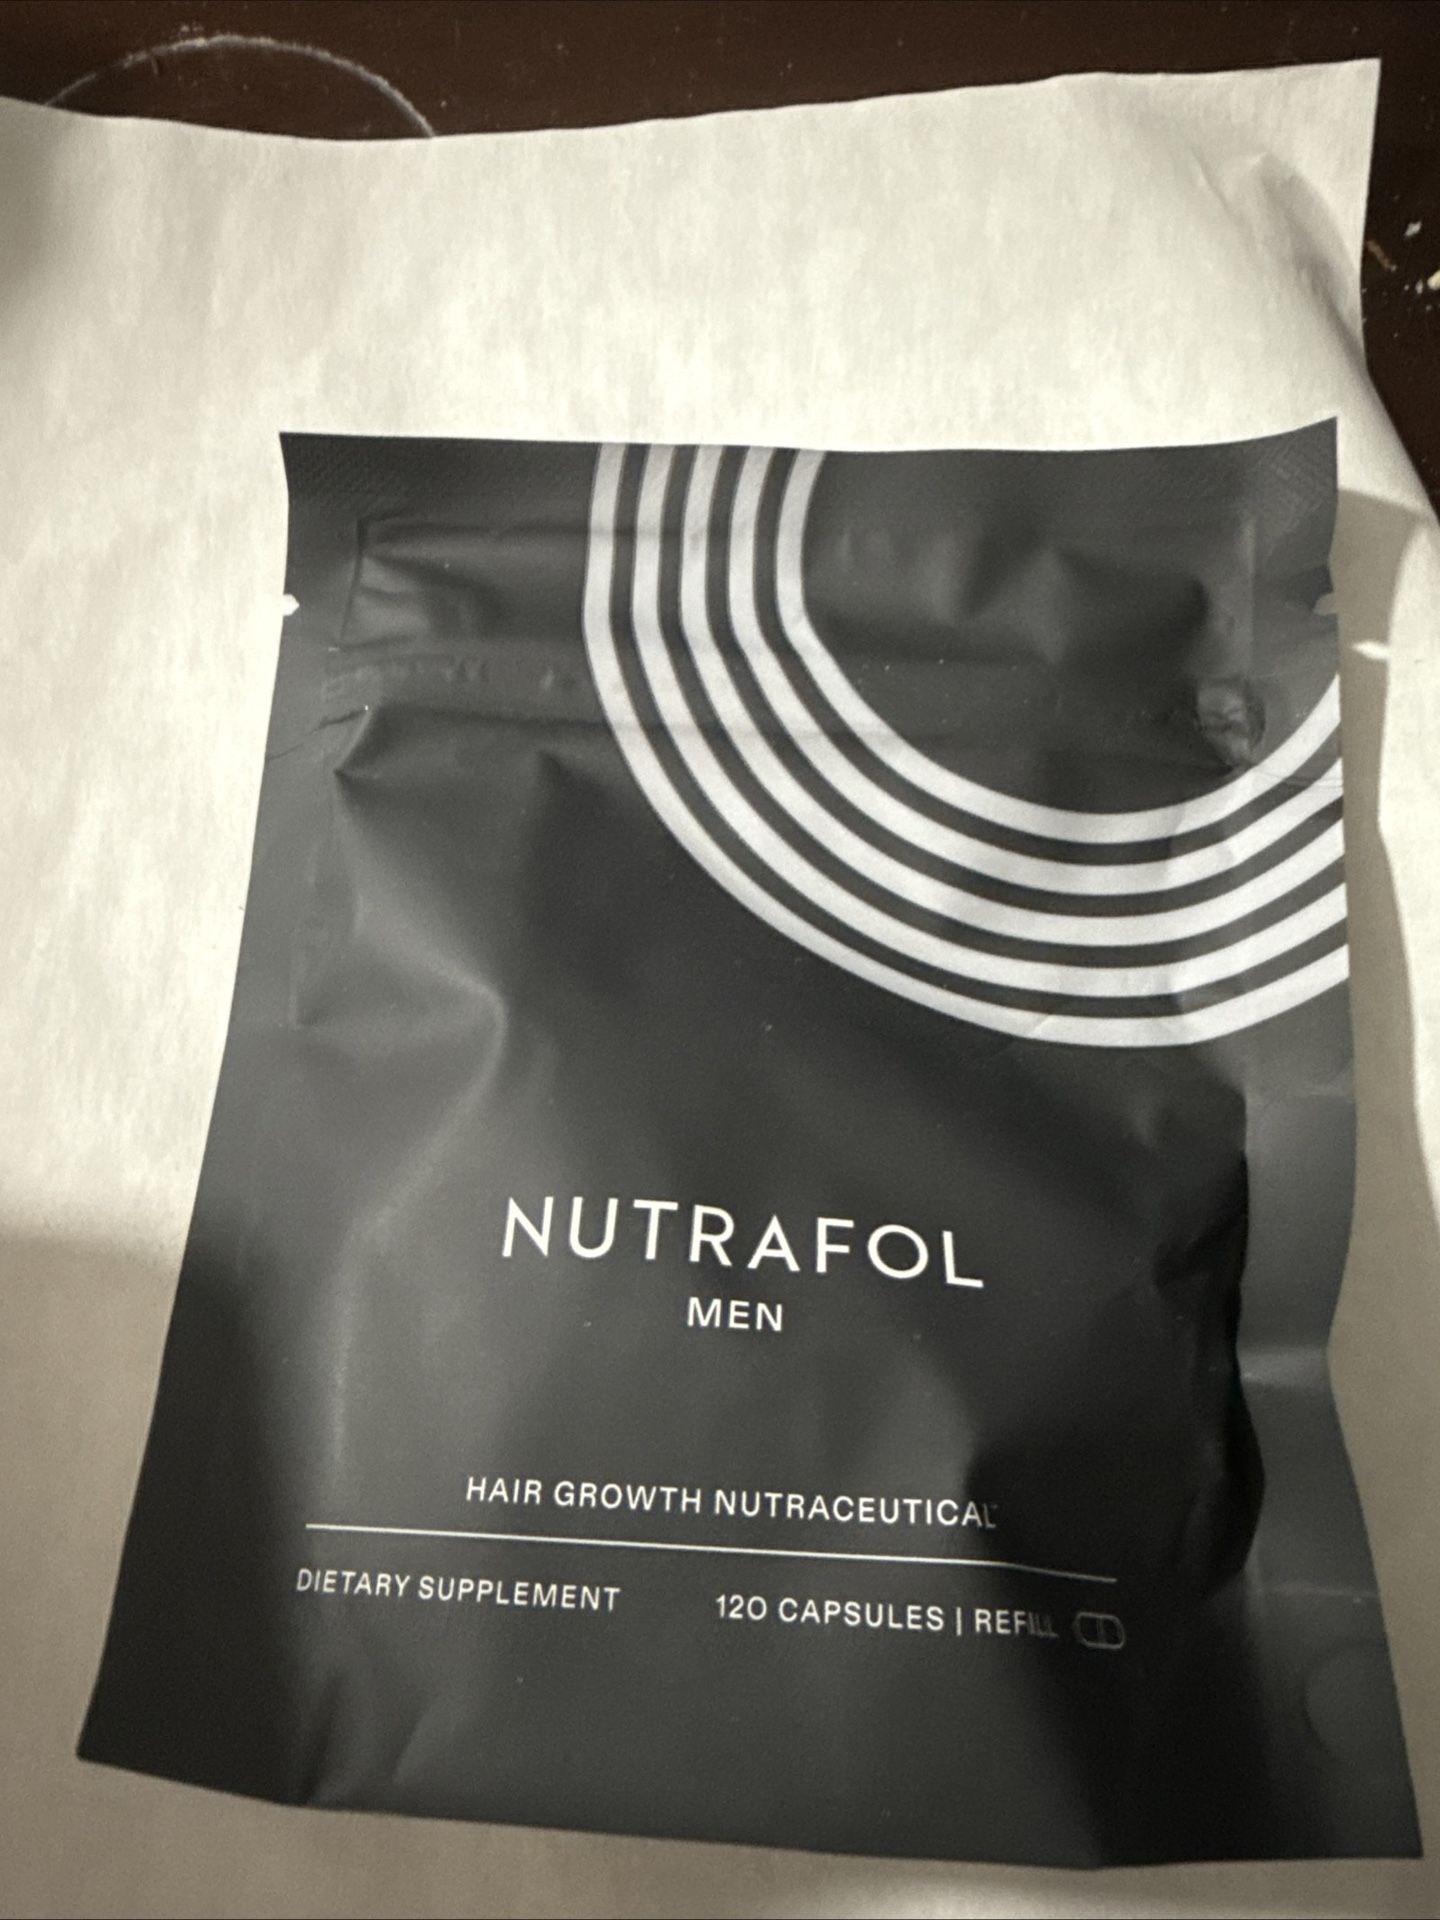 NUTRAFOL
MEN
HAIR GROWTH NUTRACEUTICAL
DIETARY SUPPLEMENT 120 CAPSULES | REFILL